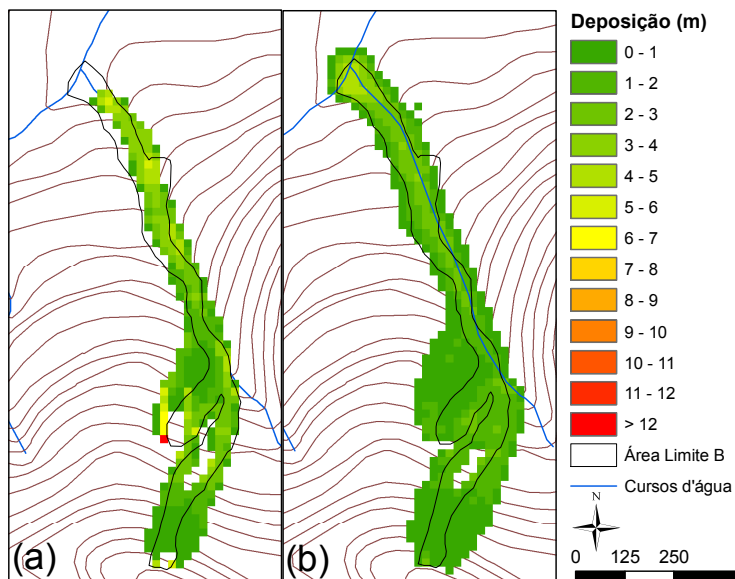 (a)
(b)
Deposição (m)
0 - 1
1 - 2
2 - 3
3 - 4
4 - 5
5 - 6
6 - 7
7 - 8
8 - 9
9 - 10
10 - 11
11 - 12
> 12
Área Limite B
Cursos d'água
N
0 125 250